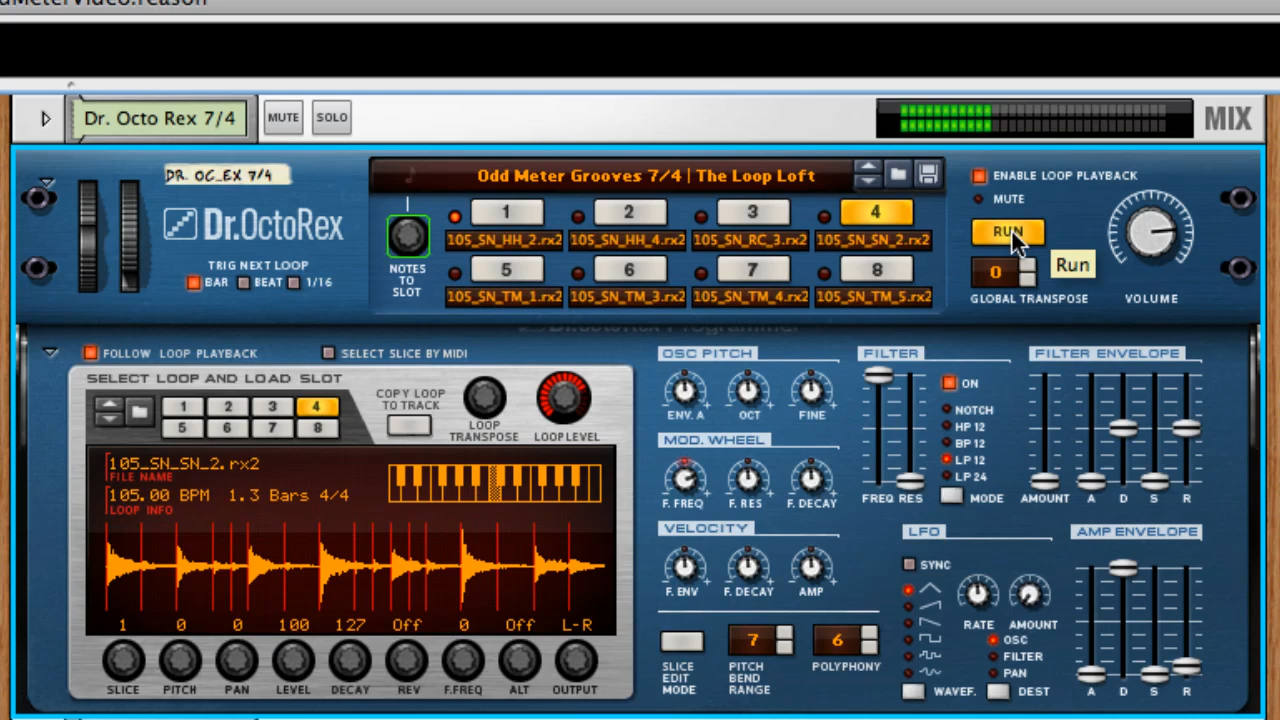 Dr. Octo Rex 7/4
MUTE
SOLO
MIX
DR. OC_EX 7/4
Odd Meter Grooves 7/4 | The Loop Loft
ENABLE LOOP PLAYBACK
MUTE
Dr.OctoRex
1 2 3 4
RUN
105_SN_HH_2.rx2 105_SN_HH_4.rx2 105_SN_RC_3.rx2 105_SN_SN_2.rx2
TRIG NEXT LOOP
BAR BEAT 1/16
NOTES
TO
SLOT
5 6 7 8
0
Run
105_SN_TM_1.rx2 105_SN_TM_3.rx2 105_SN_TM_4.rx2 105_SN_TM_5.rx2
GLOBAL TRANSPOSE
VOLUME
FOLLOW LOOP PLAYBACK
SELECT SLICE BY MIDI
SELECT LOOP AND LOAD SLOT
1 2 3 4
5 6 7 8
COPY LOOP
TO TRACK
LOOP
TRANSPOSE
LOOP LEVEL
105_SN_SN_2.rx2
FILE NAME
105.00 BPM 1.3 Bars 4/4
LOOP INFO
1 0 0 100 127 Off 0 Off L-R
SLICE PITCH PAN LEVEL DECAY REV F.FREQ ALT OUTPUT
OSC PITCH
ENV. A OCT FINE
MOD. WHEEL
F. FREQ F. RES F. DECAY
VELOCITY
F. ENV F. DECAY AMP
SLICE
EDIT
MODE
7
PITCH
BEND
RANGE
6
POLYPHONY
FILTER
ON
NOTCH
HP 12
BP 12
LP 12
LP 24
FREQ RES
MODE
FILTER ENVELOPE
AMOUNT A D S R
LFO
SYNC
RATE AMOUNT
OSC
FILTER
PAN
WAVEF. DEST
AMP ENVELOPE
A D S R